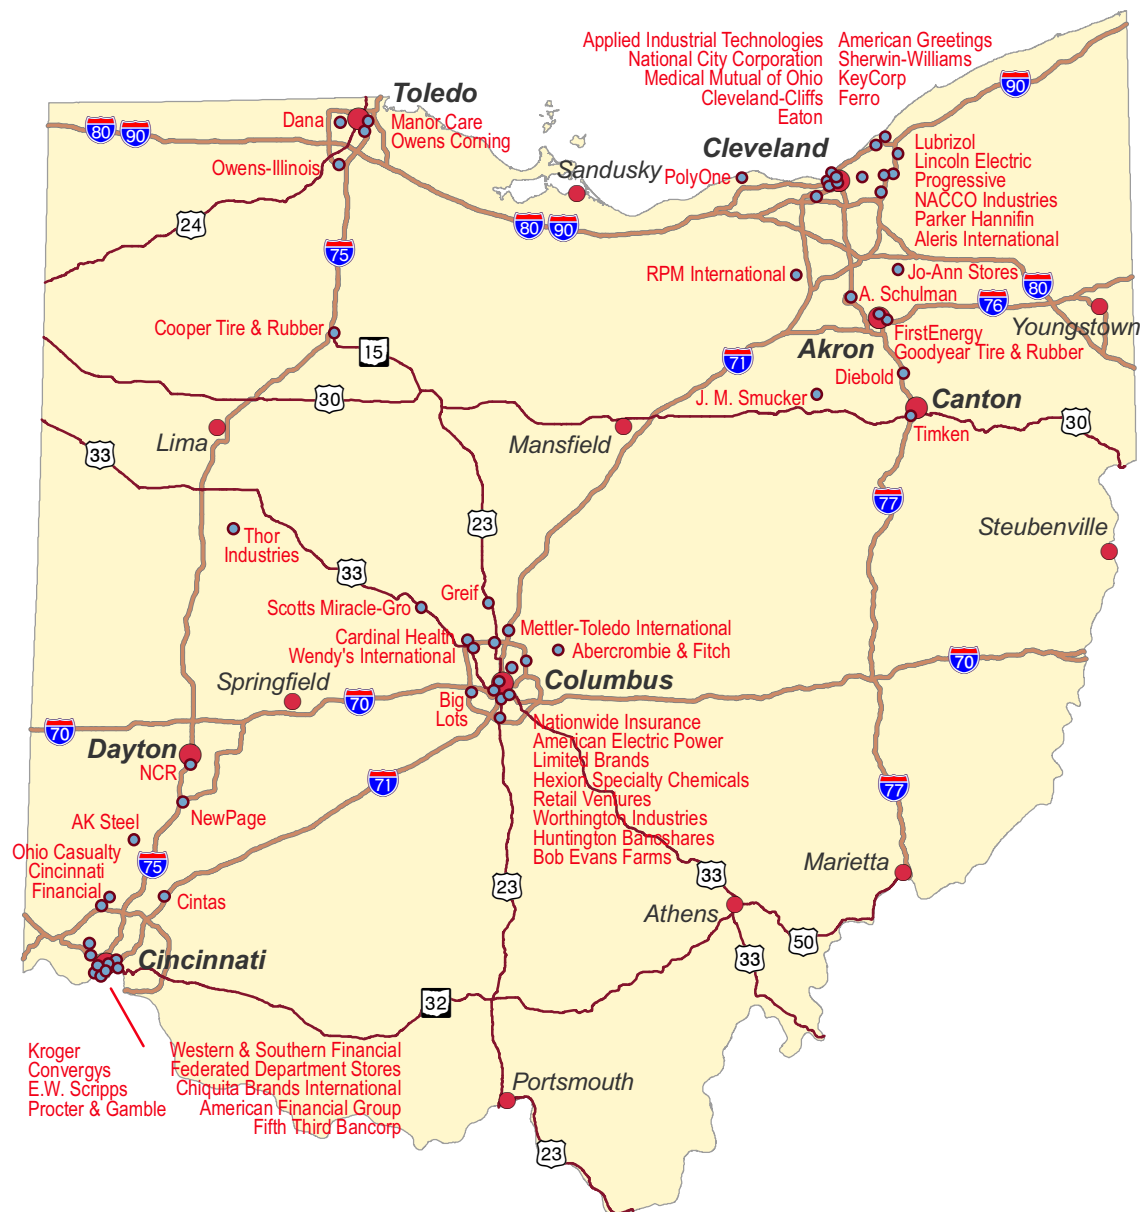 Applied Industrial Technologies
National City Corporation
Medical Mutual of Ohio
Cleveland-Cliffs
Eaton
American Greetings
Sherwin-Williams
KeyCorp
Ferro
90
Toledo
Dana
Manor Care
Owens Corning
80
90
Owens-Illinois
Cleveland
Sandusky
PolyOne
Lubrizol
Lincoln Electric
Progressive
NACCO Industries
Parker Hannifin
Aleris International
24
80
90
75
RPM International
Jo-Ann Stores
80
A. Schulman
76
Youngstown
Cooper Tire & Rubber
15
FirstEnergy
Goodyear Tire & Rubber
Akron
71
Diebold
J. M. Smucker
Canton
30
30
Timken
Lima
Mansfield
33
77
23
Steubenville
Thor
Industries
33
Greif
Scotts Miracle-Gro
Mettler-Toledo International
Cardinal Health
Wendy's International
Abercrombie & Fitch
70
Springfield
Columbus
70
Big
Lots
70
Nationwide Insurance
American Electric Power
Limited Brands
Hexion Specialty Chemicals
Retail Ventures
Worthington Industries
Huntington Bancshares
Bob Evans Farms
Dayton
NCR
71
77
NewPage
AK Steel
Ohio Casualty
Cincinnati
Financial
75
Cintas
23
33
Marietta
Athens
50
33
Cincinnati
32
Kroger
Convergys
E.W. Scripps
Procter & Gamble
Western & Southern Financial
Federated Department Stores
Chiquita Brands International
American Financial Group
Fifth Third Bancorp
Portsmouth
23